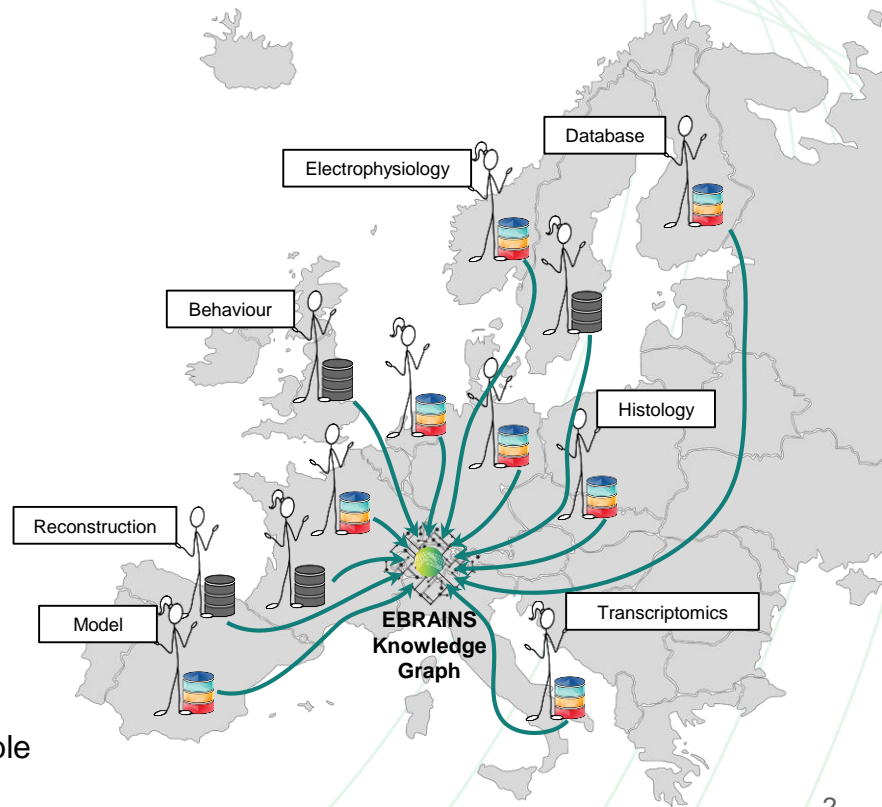 Database
Electrophysiology
Behaviour
Histology
Reconstruction
Model
Transcriptomics
EBRAINS
Knowledge
Graph